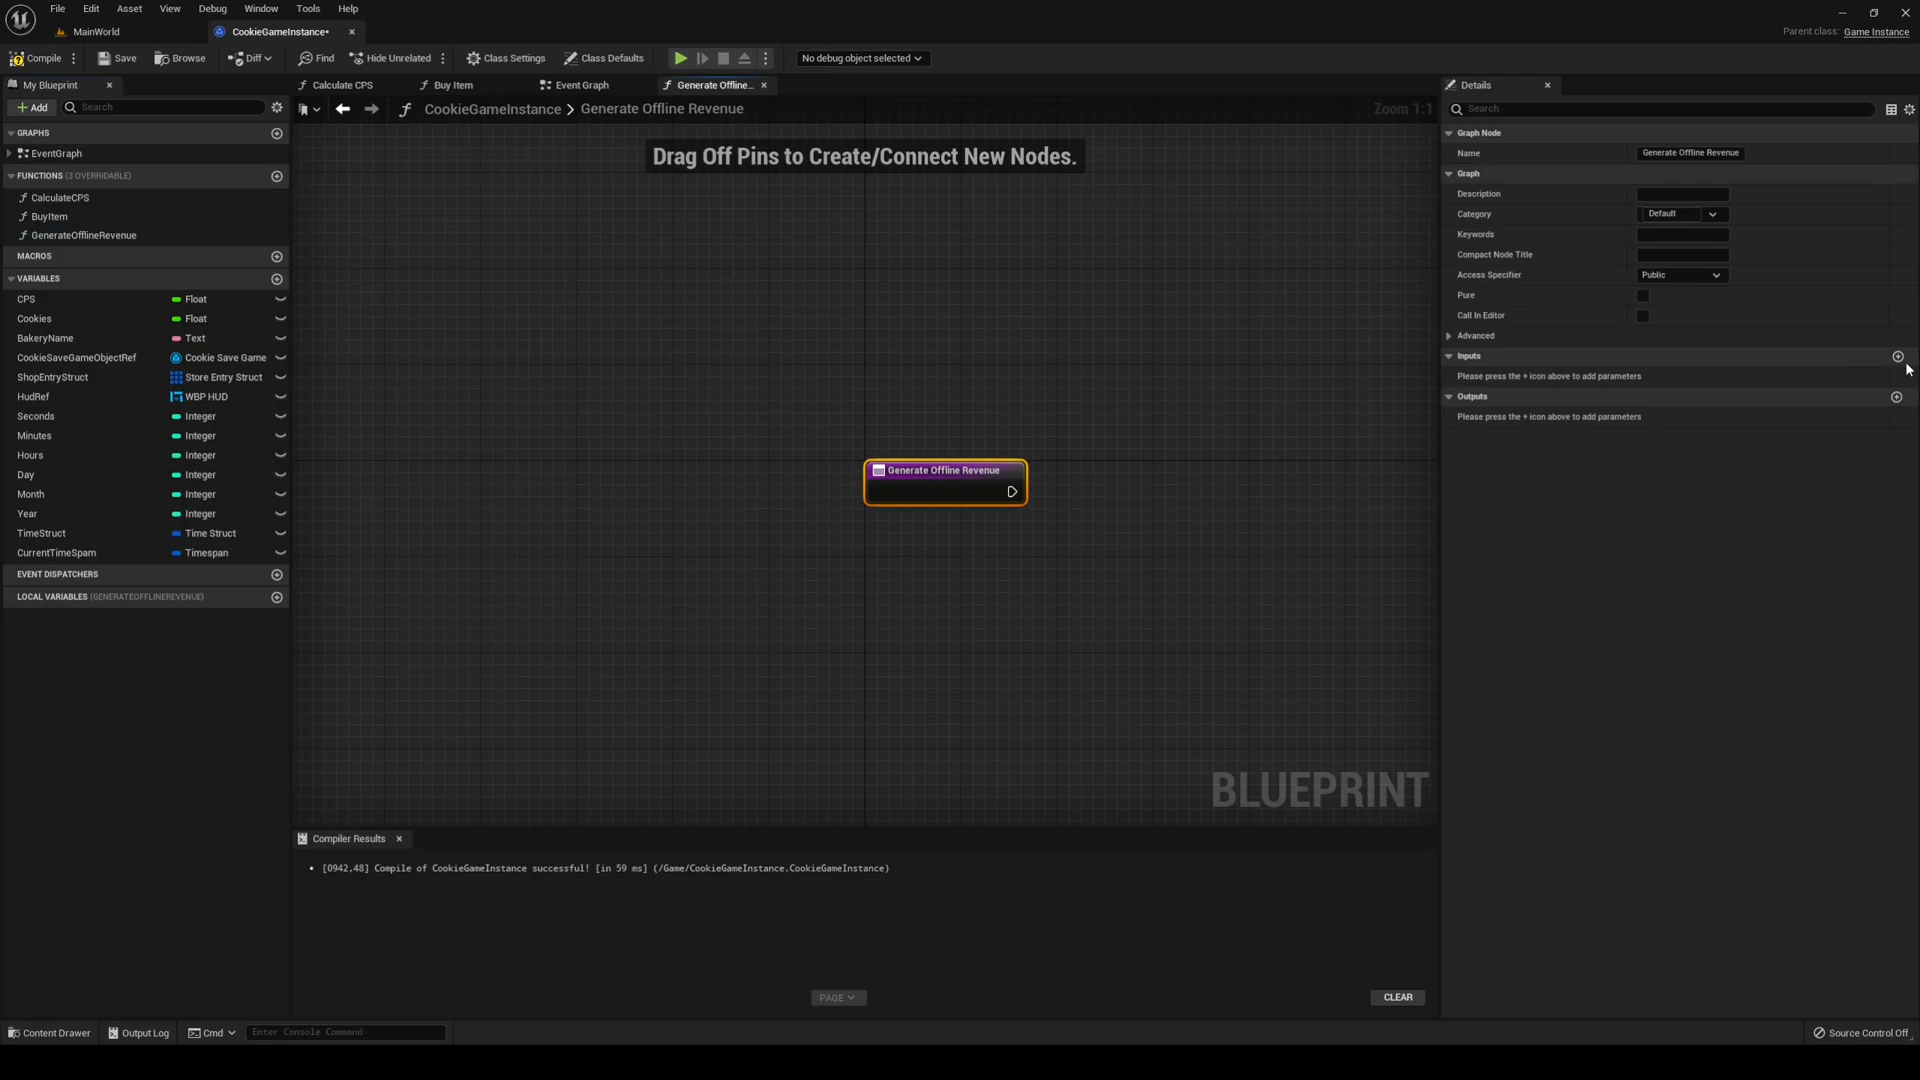 File Edit Asset View Debug Window Tools Help
MainWorld CookieGameInstance*
Parent class: Game Instance
Compile Save Browse Diff Find Hide Unrelated Class Settings Class Defaults No debug object selected
My Blueprint
Add Search
GRAPHS
EventGraph
FUNCTIONS (3 OVERRIDABLE)
CalculateCPS
BuyItem
GenerateOfflineRevenue
MACROS
VARIABLES
CPS Float
Cookies Float
BakeryName Text
CookieSaveGameObjectRef Cookie Save Game
ShopEntryStruct Store Entry Struct
HudRef WBP HUD
Seconds Integer
Minutes Integer
Hours Integer
Day Integer
Month Integer
Year Integer
TimeStruct Time Struct
CurrentTimeSpam Timespan
EVENT DISPATCHERS
LOCAL VARIABLES (GENERATEOFFLINEREVENUE)
Calculate CPS Buy Item Event Graph Generate Offline...
CookieGameInstance > Generate Offline Revenue
Zoom 1:1
Drag Off Pins to Create/Connect New Nodes.
Generate Offline Revenue
BLUEPRINT
Compiler Results
[0942,48] Compile of CookieGameInstance successful! [in 59 ms] (/Game/CookieGameInstance.CookieGameInstance)
PAGE
CLEAR
Details
Search
Graph Node
Name Generate Offline Revenue
Graph
Description
Category Default
Keywords
Compact Node Title
Access Specifier Public
Pure
Call In Editor
Advanced
Inputs
Please press the + icon above to add parameters
Outputs
Please press the + icon above to add parameters
Content Drawer Output Log Cmd Enter Console Command
Source Control Off